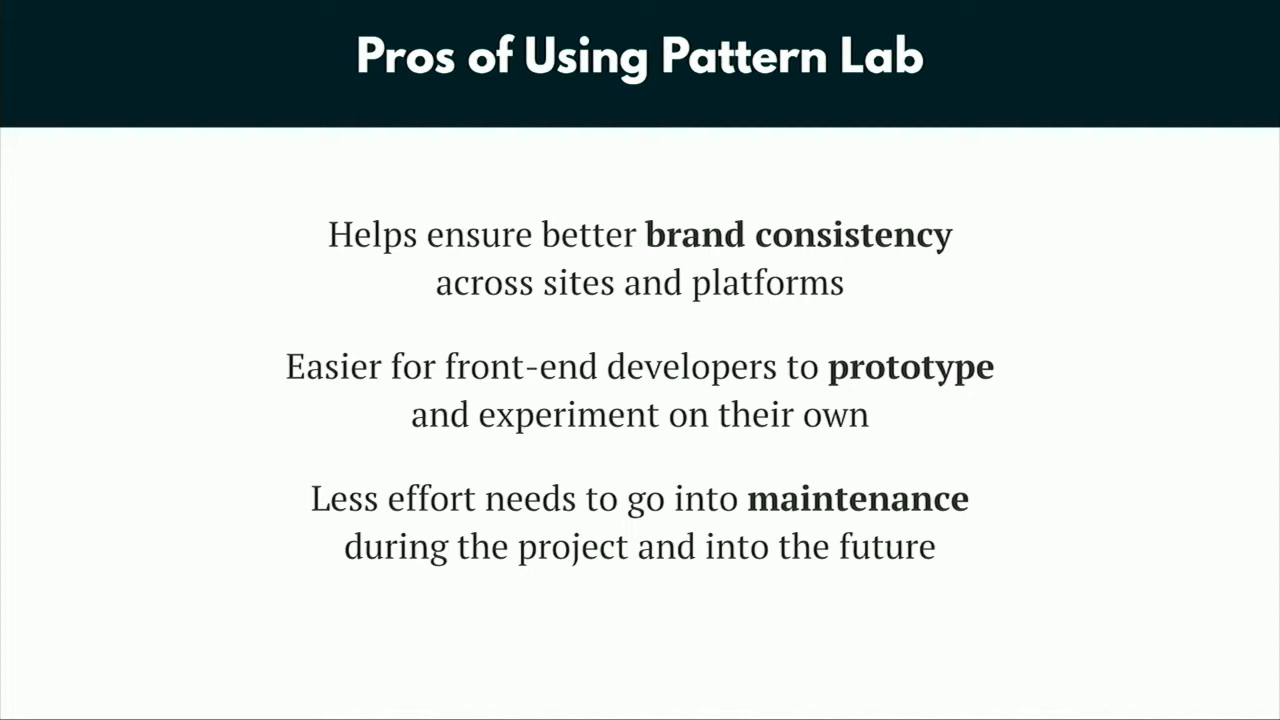 Pros of Using Pattern Lab
Helps ensure better brand consistency
across sites and platforms
Easier for front-end developers to prototype
and experiment on their own
Less effort needs to go into maintenance
during the project and into the future